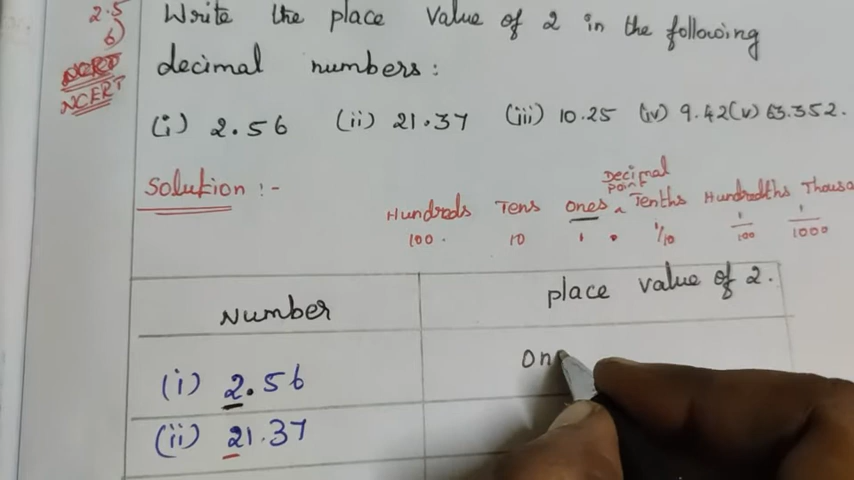 2.5
6)
NCERT
NCERT
Write the place value of 2 in the following
decimal numbers:
(i) 2.56 (ii) 21.37 (iii) 10.25 (iv) 9.42 (v) 63.352.
Solution :-
Decimal
point
Hundreds Tens Ones . Tenths Hundredths Thousa
100. 10 1 . 1/10 1/100 1/1000
Number place value of 2.
(i) 2.56 On
(ii) 21.37